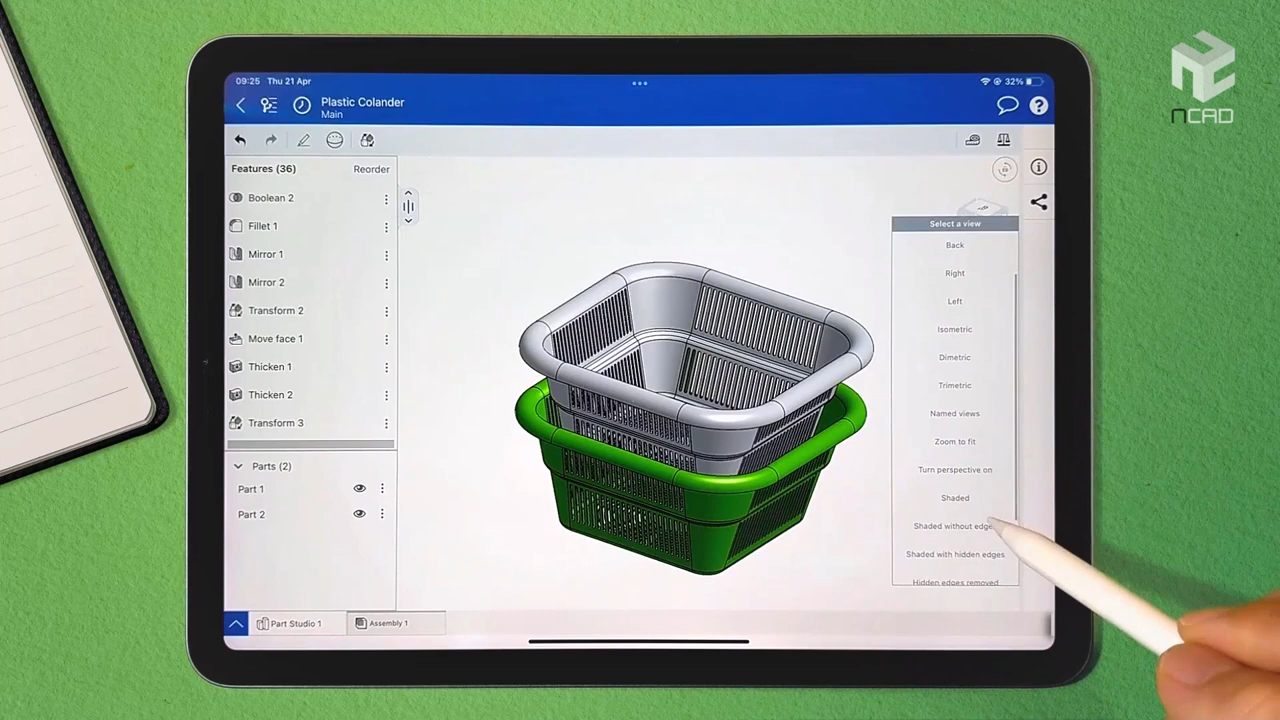 NCAD
09:25 Thu 21 Apr
32%
Plastic Colander
Main
Features (36)
Reorder
Boolean 2
Fillet 1
Mirror 1
Mirror 2
Transform 2
Move face 1
Thicken 1
Thicken 2
Transform 3
Parts (2)
Part 1
Part 2
Select a view
Back
Right
Left
Isometric
Dimetric
Trimetric
Named views
Zoom to fit
Turn perspective on
Shaded
Shaded without edge
Shaded with hidden edges
Hidden edges removed
Part Studio 1
Assembly 1